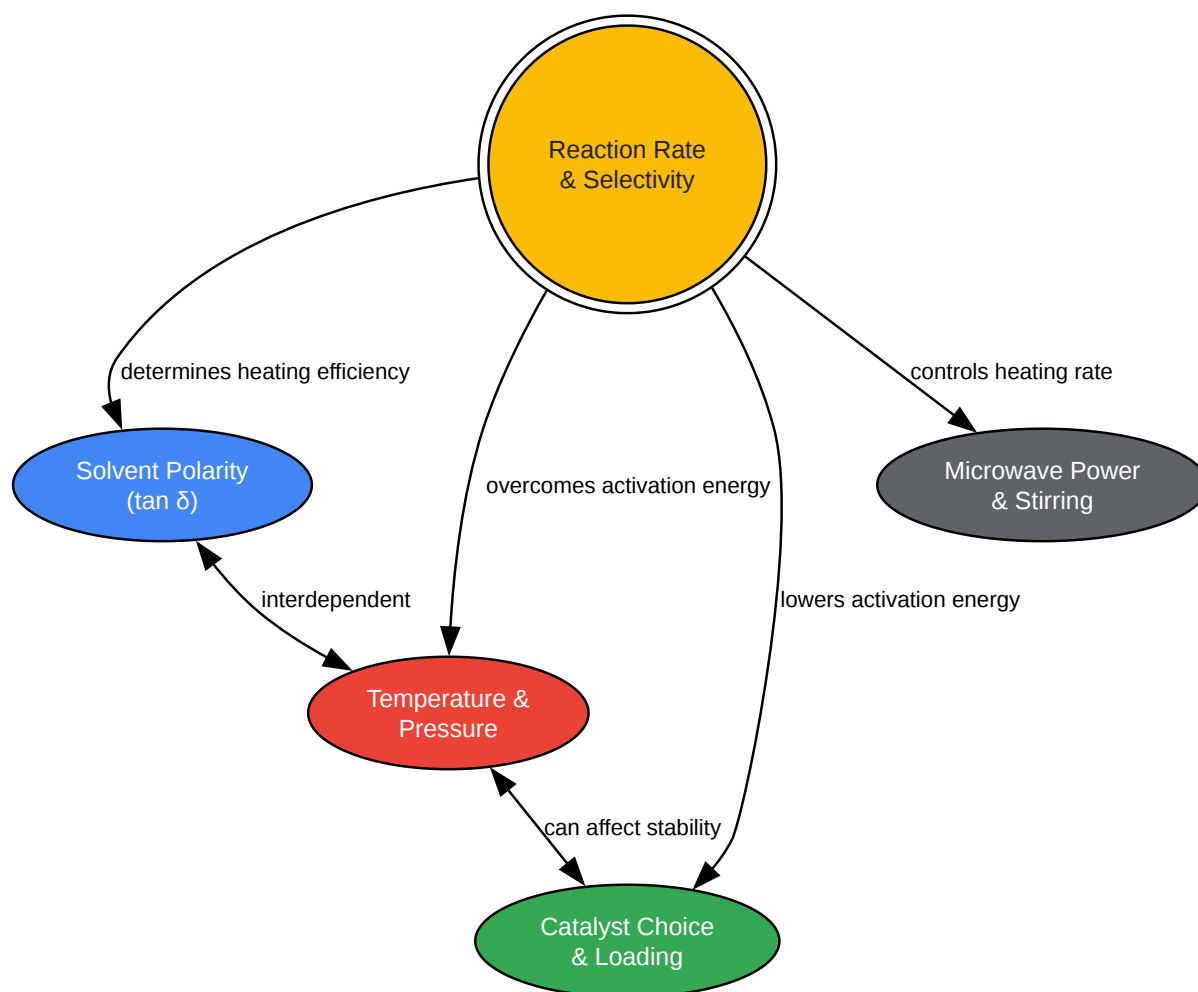 Reaction Rate
& Selectivity
determines heating efficiency
controls heating rate
Solvent Polarity
(tan δ)
Microwave Power
& Stirring
overcomes activation energy
interdependent
lowers activation energy
Temperature &
Pressure
can affect stability
Catalyst Choice
& Loading